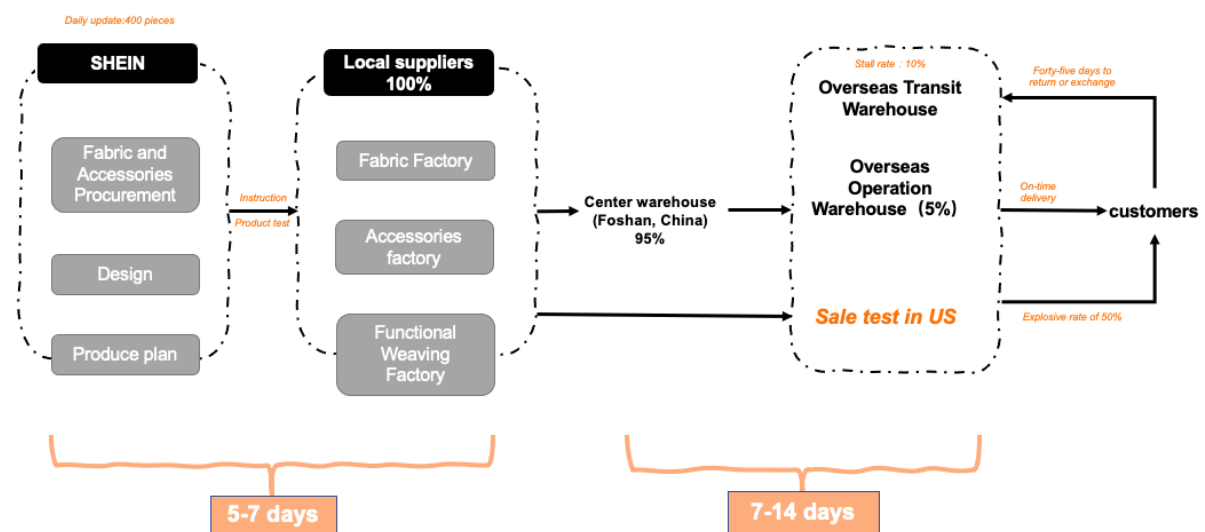 Daily update:400 pieces
SHEIN
Fabric and
Accessories
Procurement
Design
Produce plan
Instruction
Product test
Local suppliers
100%
Fabric Factory
Accessories
factory
Functional
Weaving
Factory
Center warehouse
(Foshan, China)
95%
Stall rate：10%
Overseas Transit
Warehouse
Overseas
Operation
Warehouse（5%）
Sale test in US
Forty-five days to
return or exchange
On-time
delivery
customers
Explosive rate of 50%
5-7 days
7-14 days